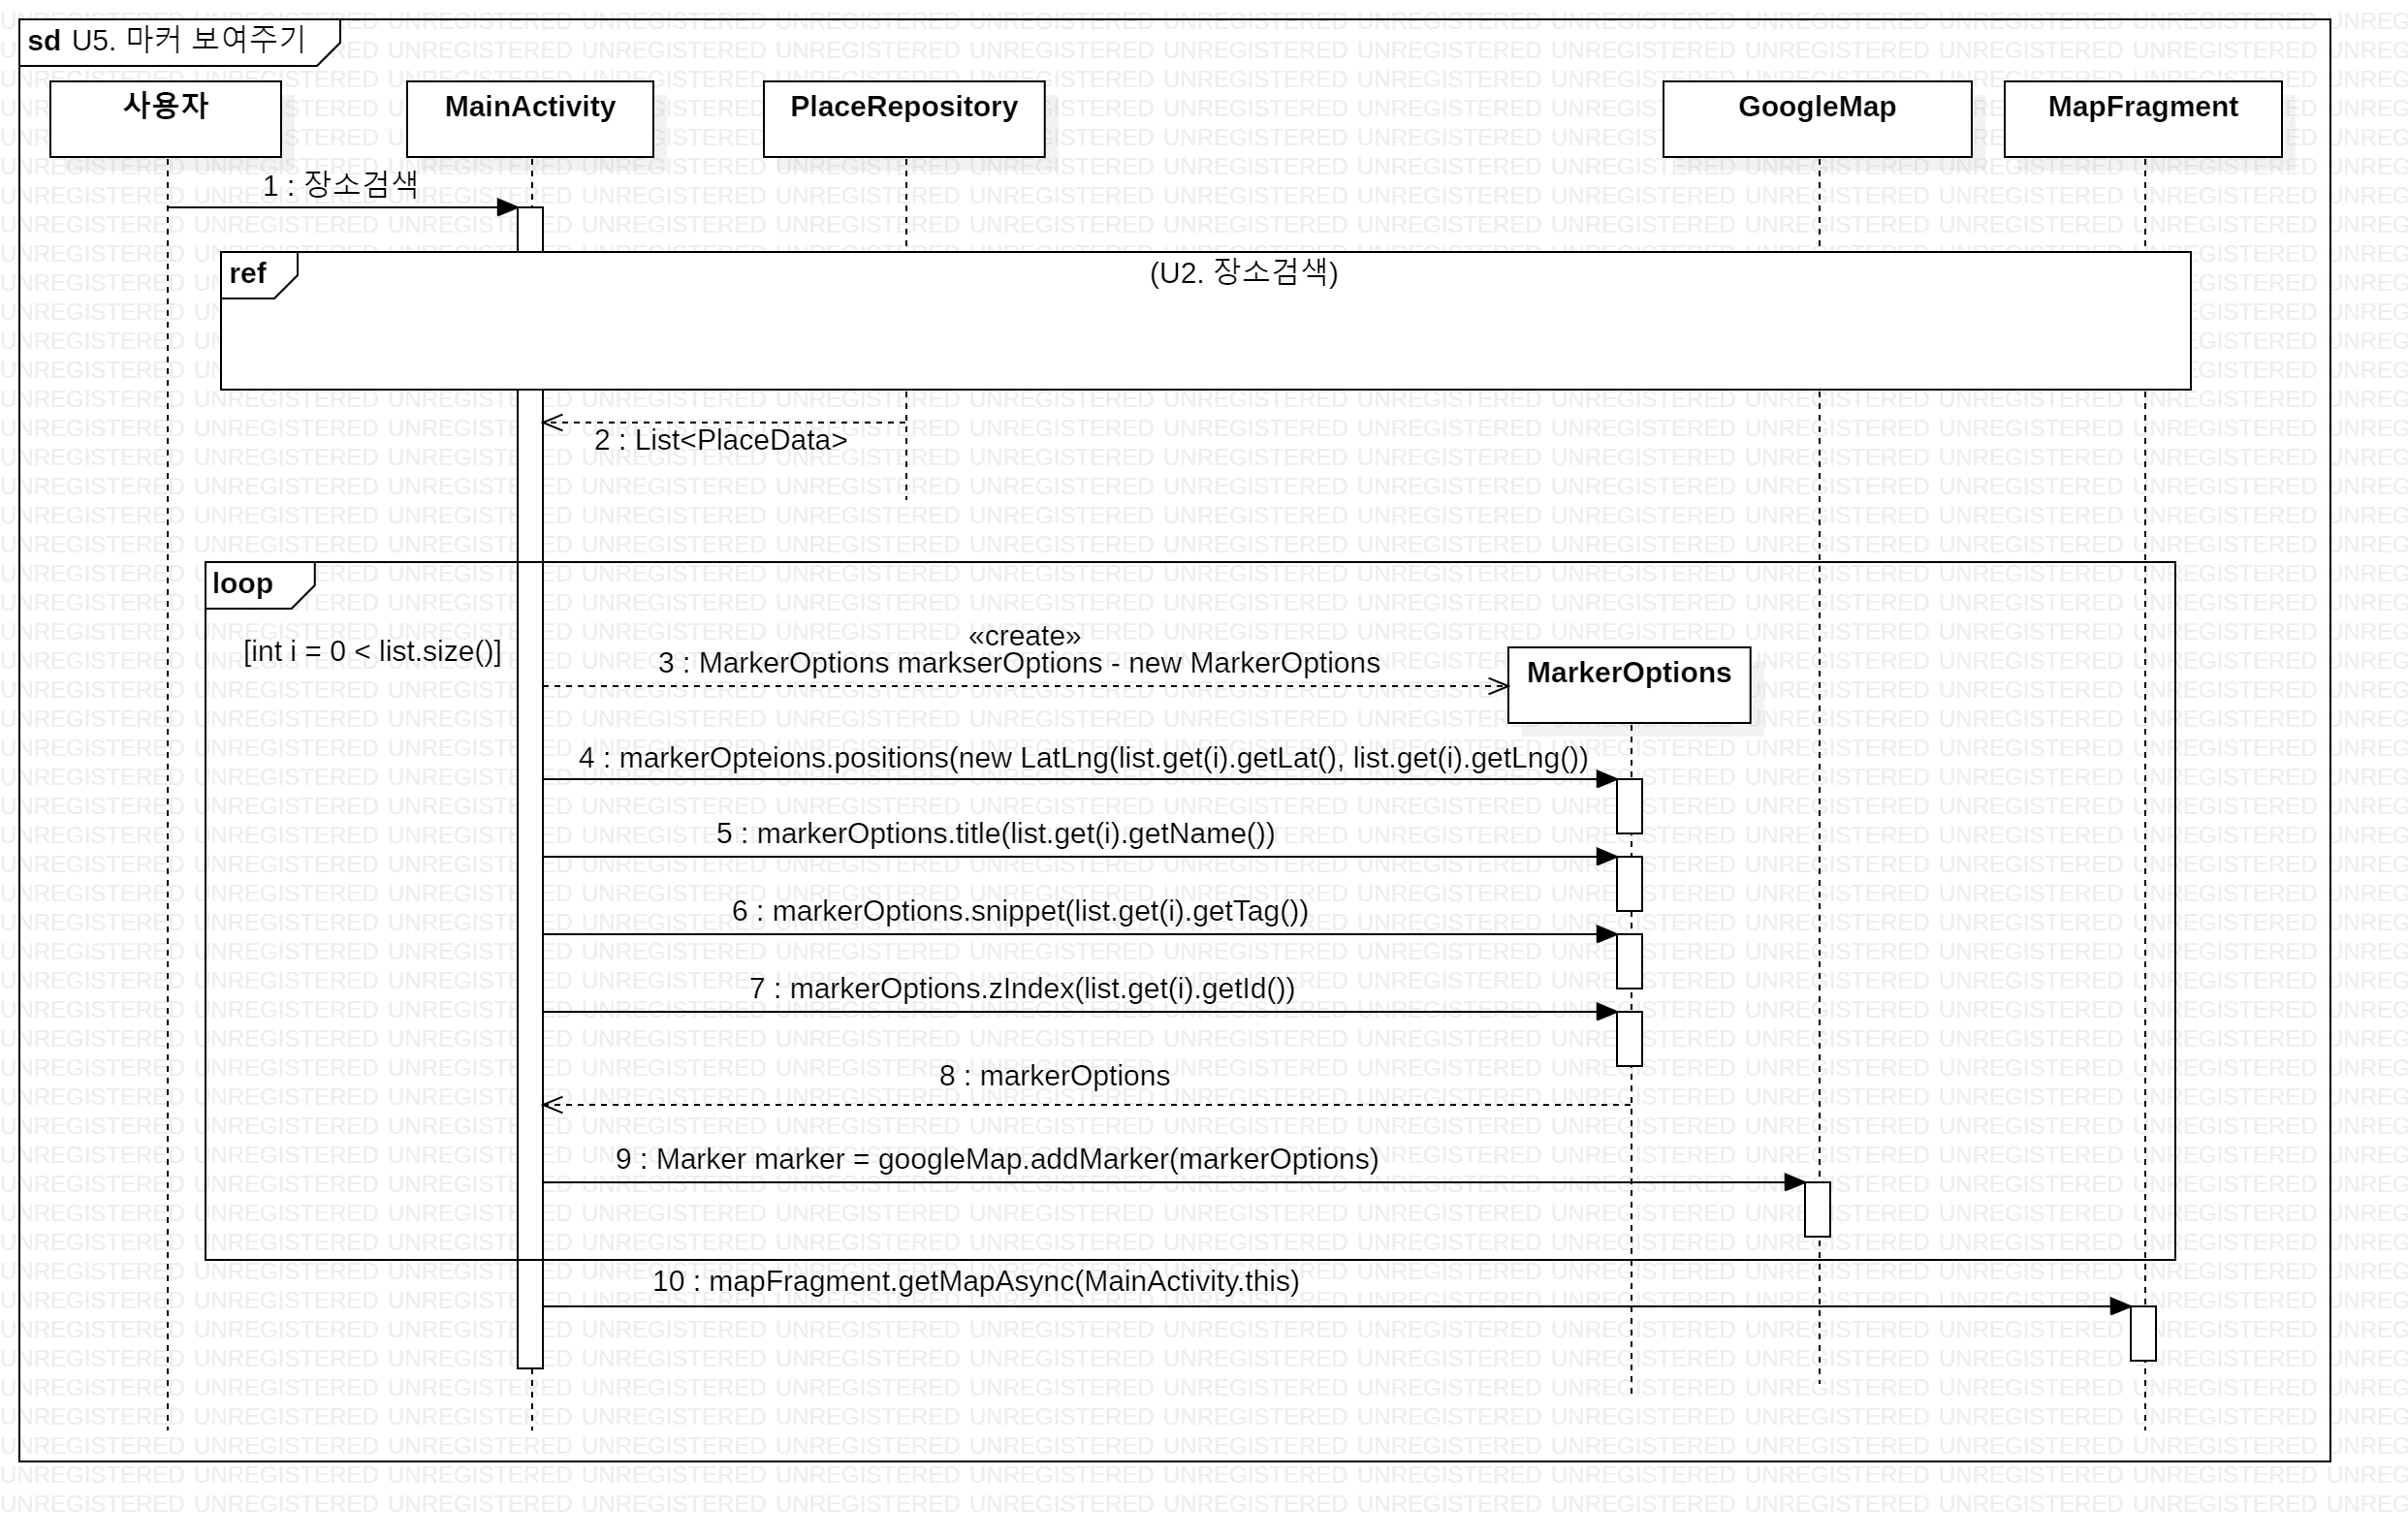 sd U5. 마커 보여주기
사용자
MainActivity
PlaceRepository
GoogleMap
MapFragment
1 : 장소검색
ref
(U2. 장소검색)
2 : List<PlaceData>
loop
[int i = 0 < list.size()]
«create»
3 : MarkerOptions markserOptions - new MarkerOptions
MarkerOptions
4 : markerOpteions.positions(new LatLng(list.get(i).getLat(), list.get(i).getLng())
5 : markerOptions.title(list.get(i).getName())
6 : markerOptions.snippet(list.get(i).getTag())
7 : markerOptions.zIndex(list.get(i).getId())
8 : markerOptions
9 : Marker marker = googleMap.addMarker(markerOptions)
10 : mapFragment.getMapAsync(MainActivity.this)
UNREGISTERED